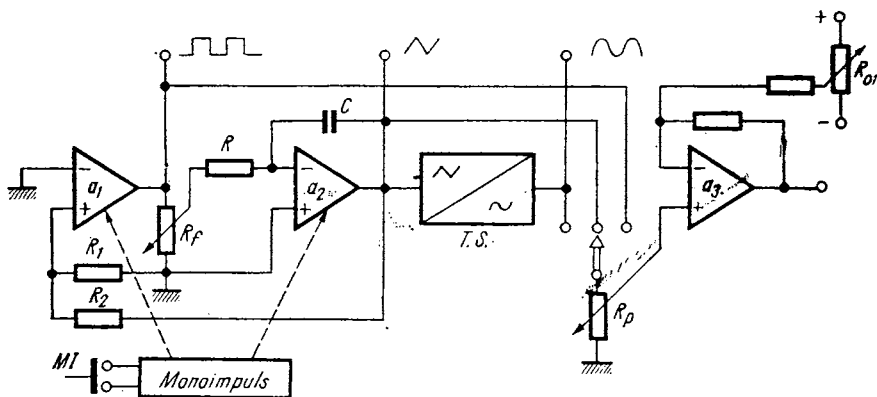 +
R01
−
C
R
−
a1
+
−
a2
+
−
a3
+
Rf
T.S.
R1
R2
Rp
MI
Monoimpuls